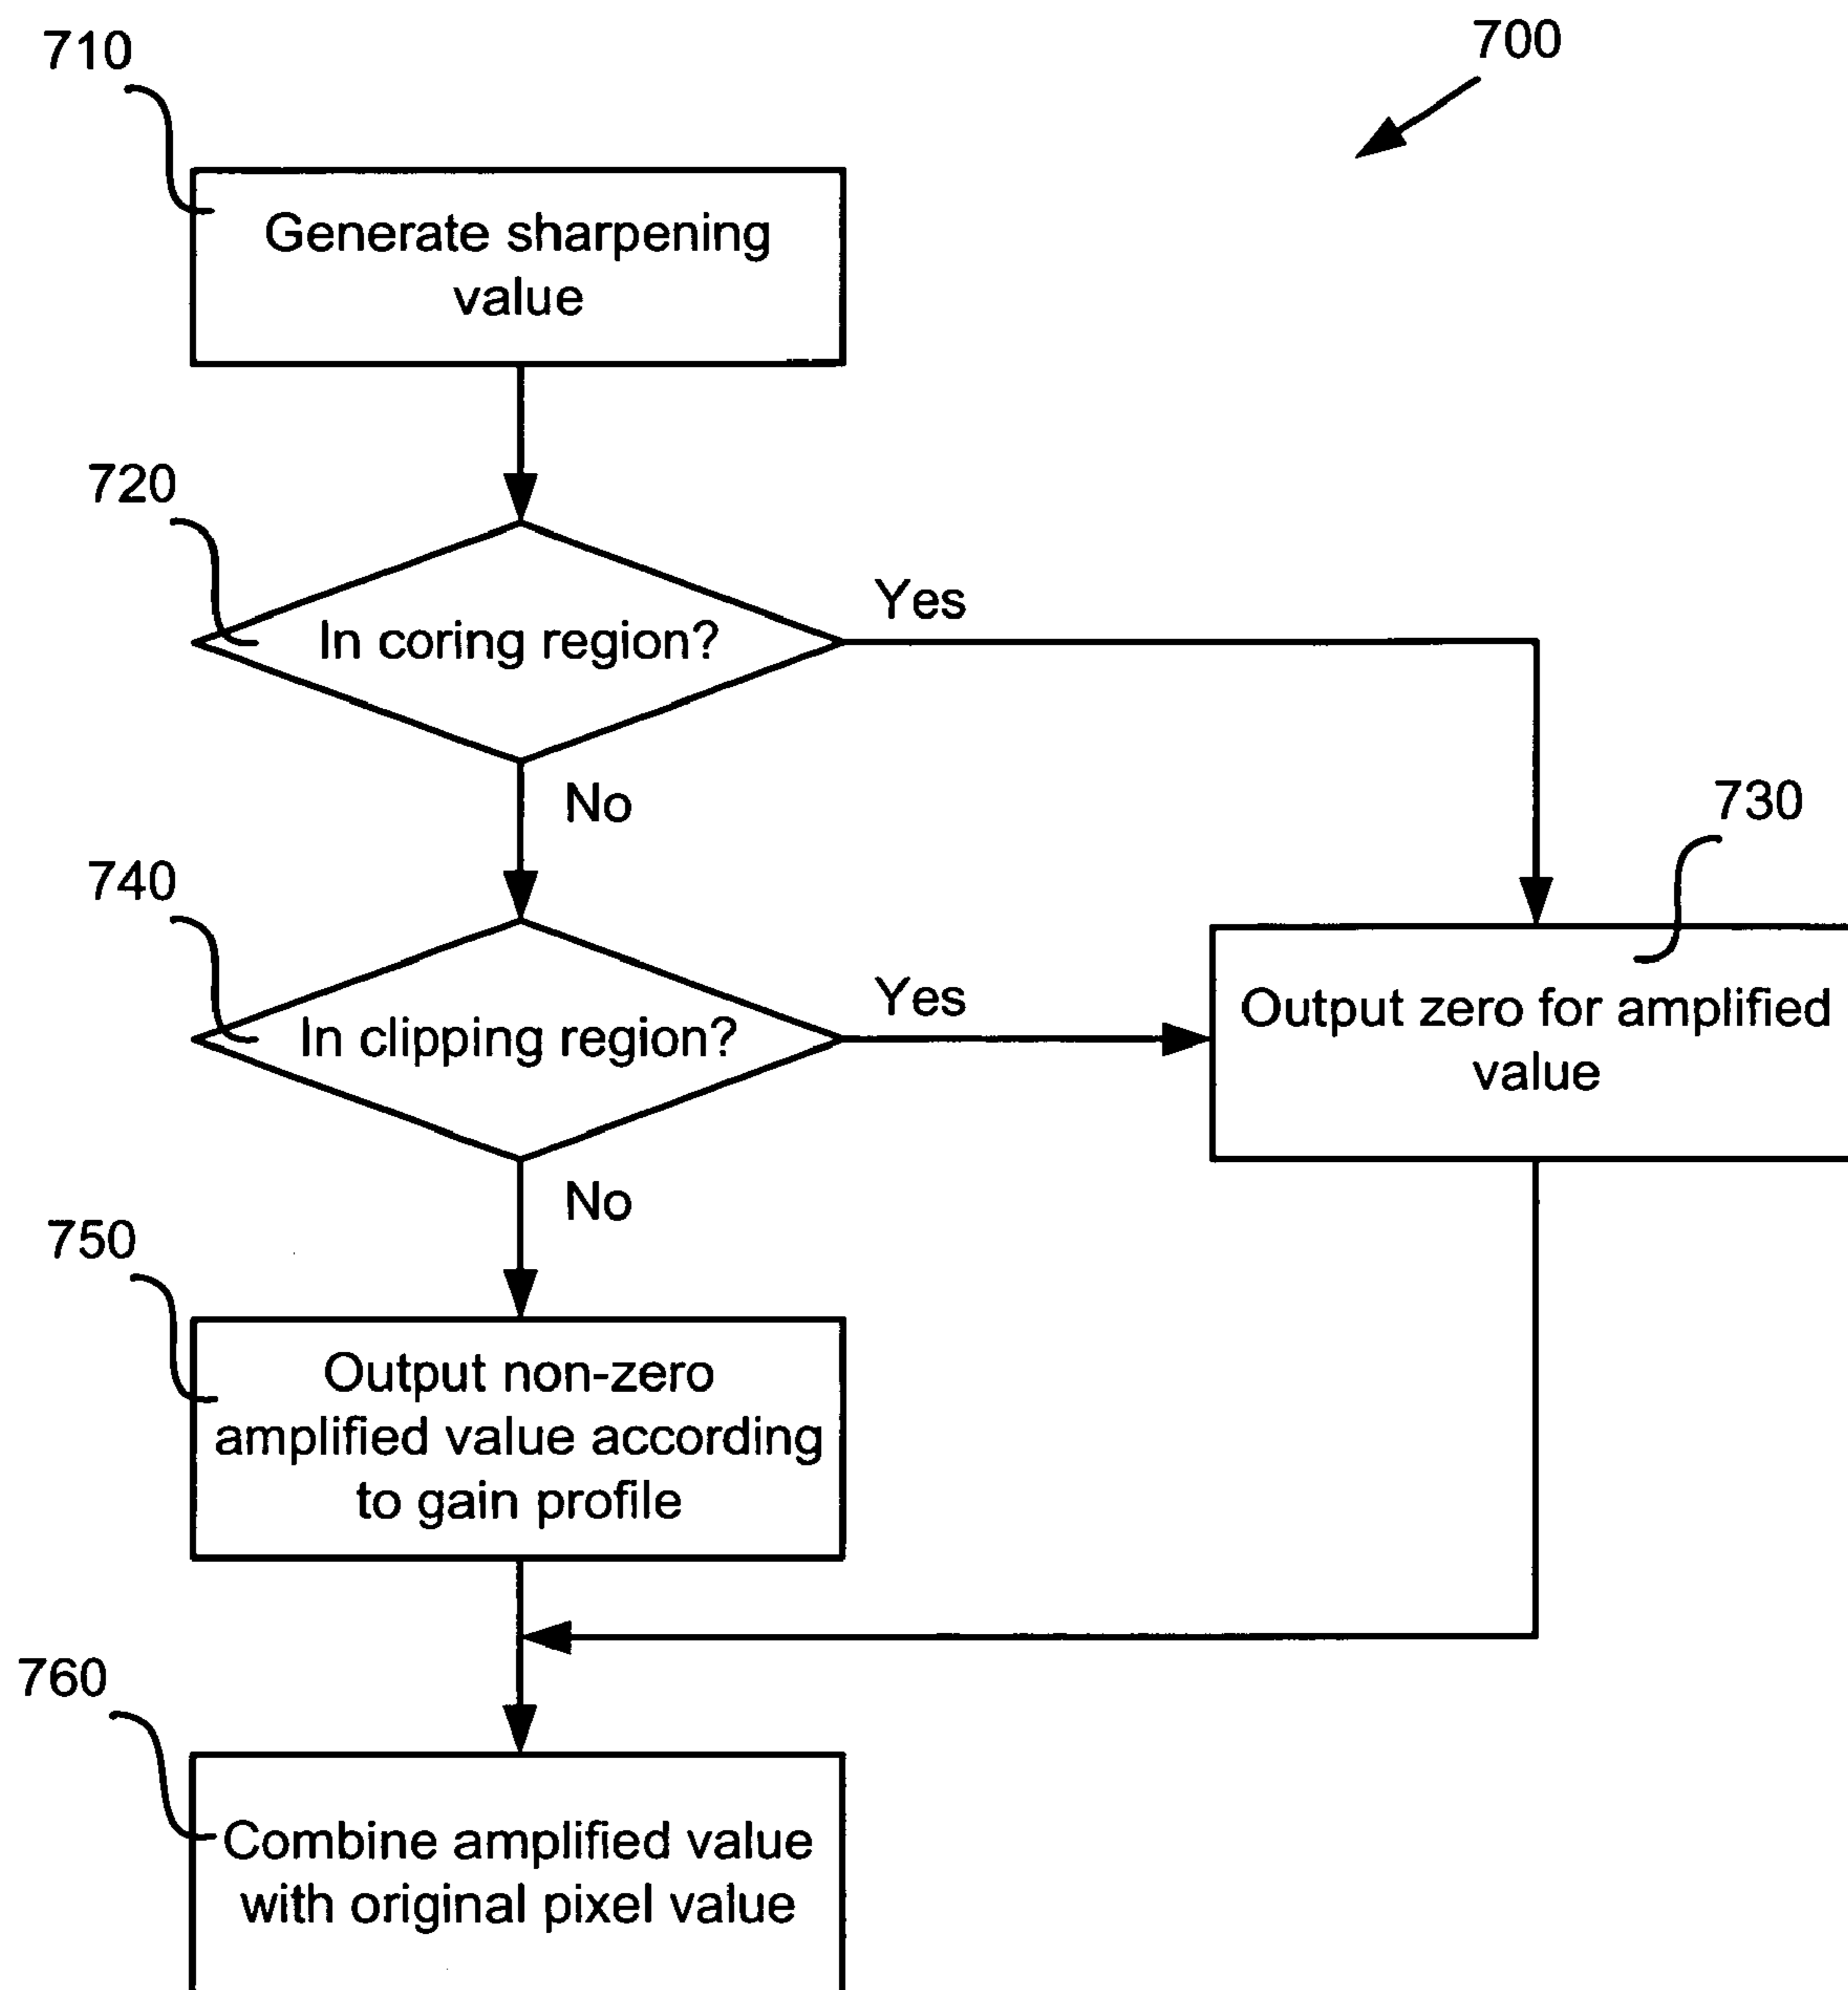 710
700
Generate sharpening
value
720
Yes
In coring region?
No
730
740
Yes
In clipping region?
Output zero for amplified
value
No
750
Output non-zero
amplified value according
to gain profile
760
Combine amplified value
with original pixel value